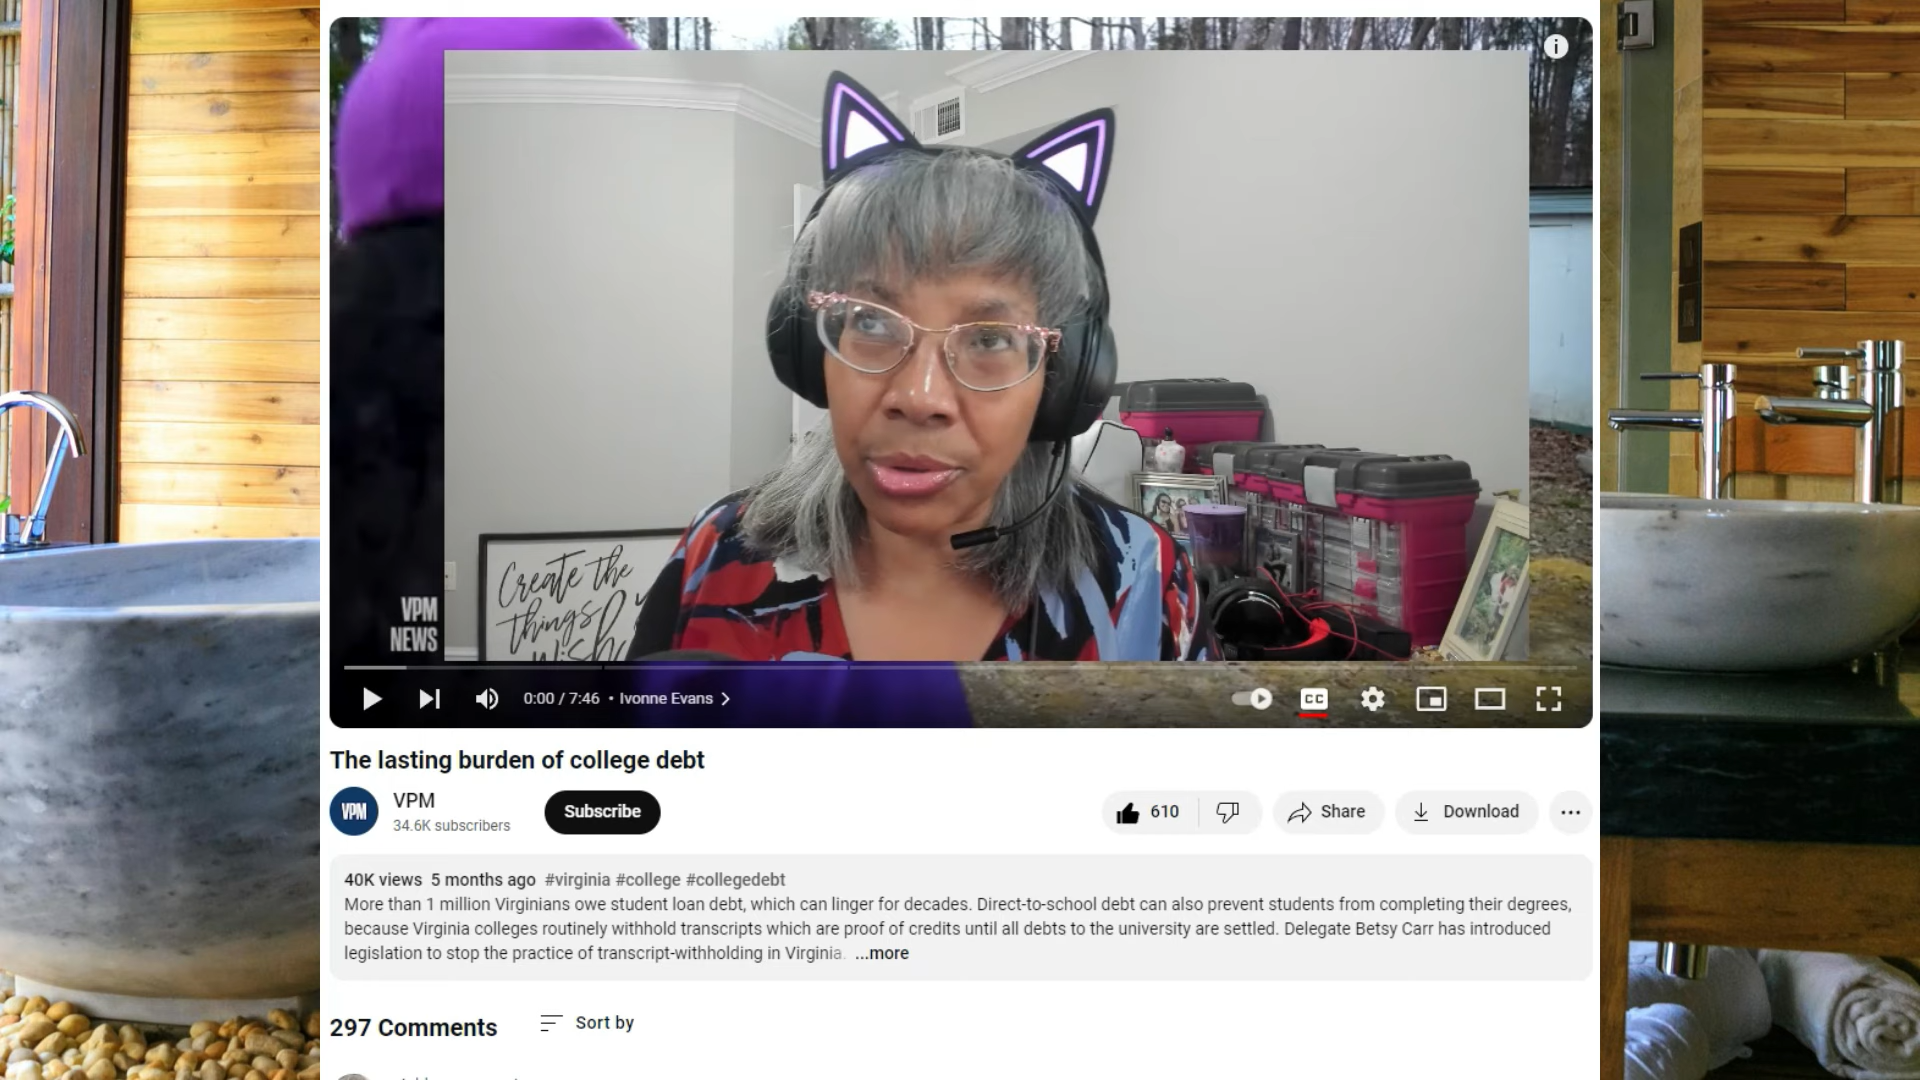 Create the
things
wish
VPM
NEWS
0:00 / 7:46 • Ivonne Evans
CC
The lasting burden of college debt
VPM
VPM
34.6K subscribers
Subscribe
610
Share
Download
40K views 5 months ago #virginia #college #collegedebt
More than 1 million Virginians owe student loan debt, which can linger for decades. Direct-to-school debt can also prevent students from completing their degrees,
because Virginia colleges routinely withhold transcripts which are proof of credits until all debts to the university are settled. Delegate Betsy Carr has introduced
legislation to stop the practice of transcript-withholding in Virginia. ...more
297 Comments
Sort by